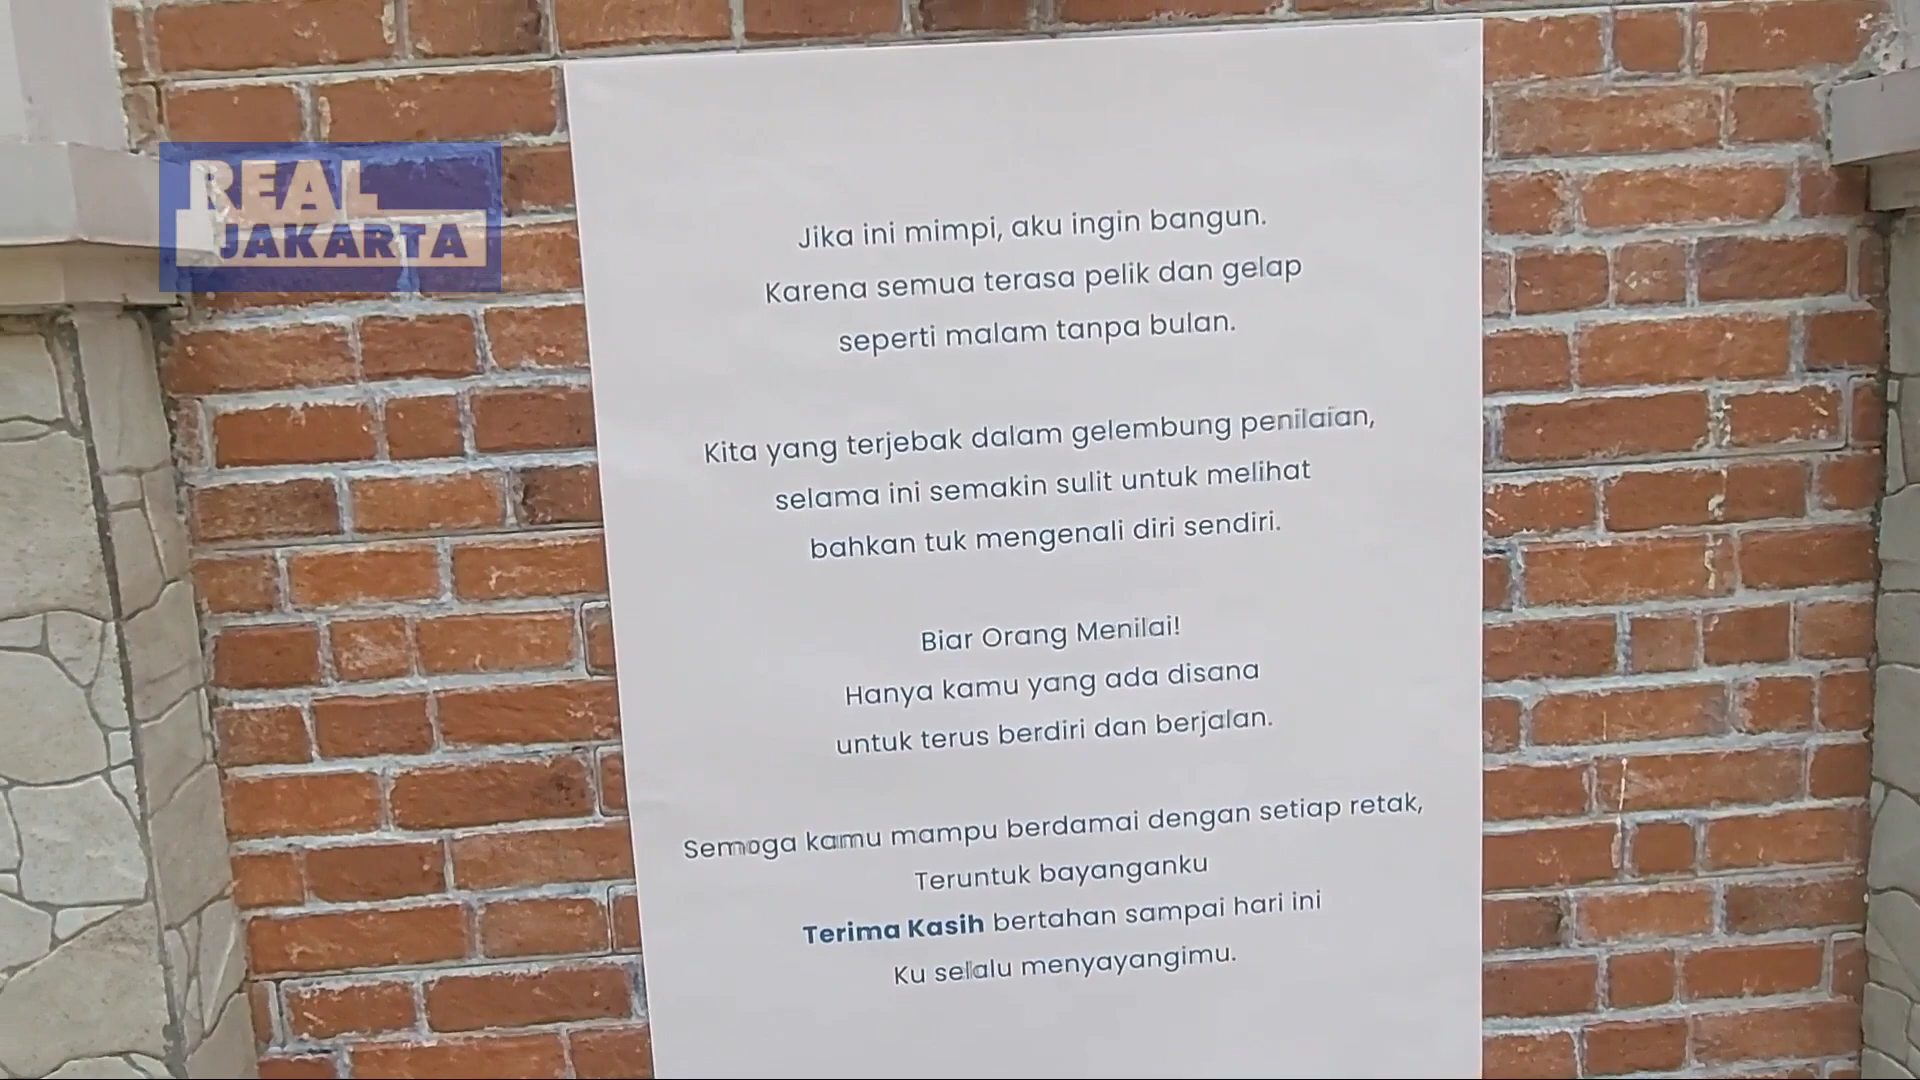 REAL
JAKARTA
Jika ini mimpi, aku ingin bangun.
Karena semua terasa pelik dan gelap
seperti malam tanpa bulan.
Kita yang terjebak dalam gelembung penilaian,
selama ini semakin sulit untuk melihat
bahkan tuk mengenali diri sendiri.
Biar Orang Menilai!
Hanya kamu yang ada disana
untuk terus berdiri dan berjalan.
Semoga kamu mampu berdamai dengan setiap retak,
Teruntuk bayanganku
Terima Kasih bertahan sampai hari ini
Ku selalu menyayangimu.